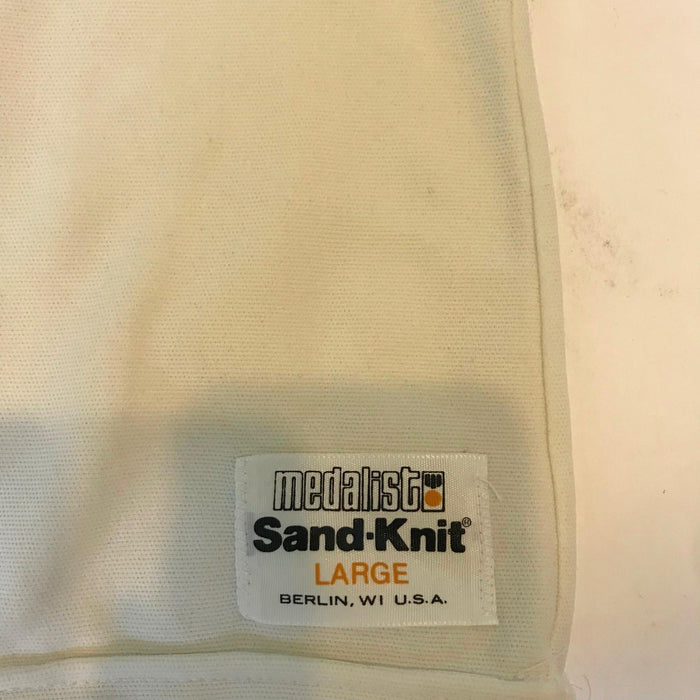 medalist
Sand·Knit®
LARGE
BERLIN, WI U.S.A.